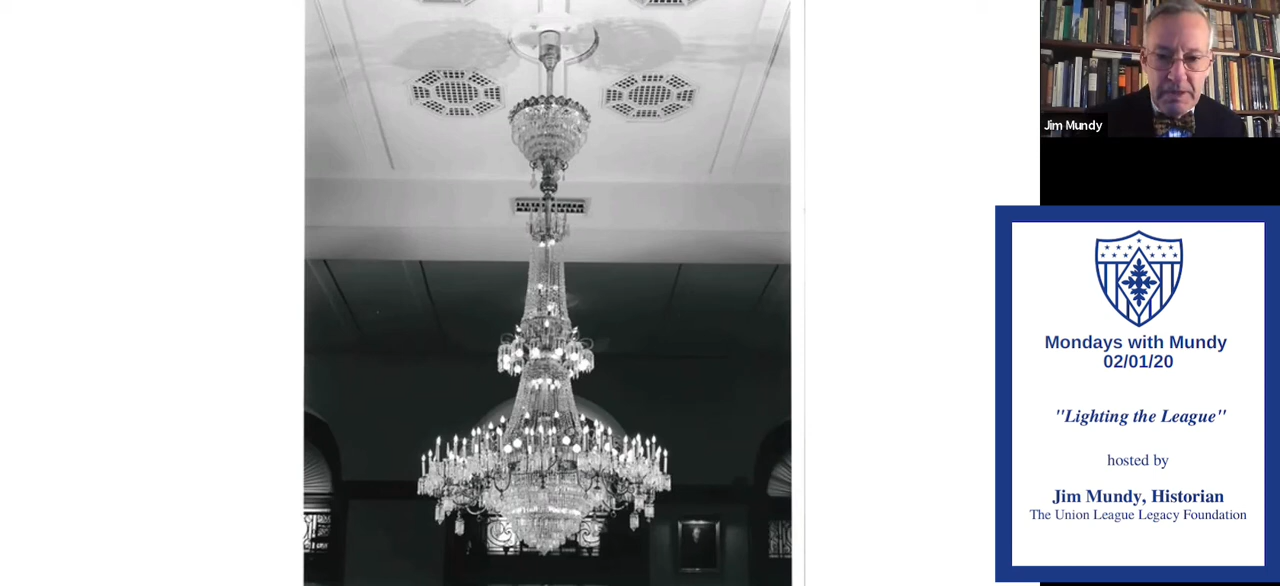 Jim Mundy
Mondays with Mundy
02/01/20
"Lighting the League"
hosted by
Jim Mundy, Historian
The Union League Legacy Foundation